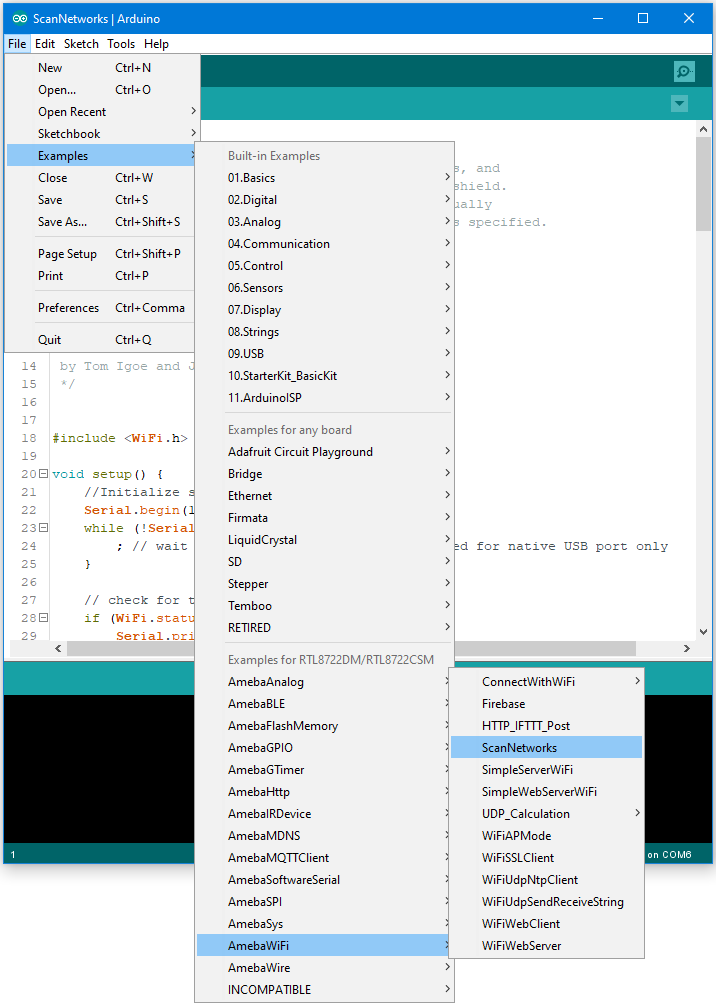 ScanNetworks | Arduino
File Edit Sketch Tools Help
New Ctrl+N
Open... Ctrl+O
Open Recent
Sketchbook
Examples
Close Ctrl+W
Save Ctrl+S
Save As... Ctrl+Shift+S
Page Setup Ctrl+Shift+P
Print Ctrl+P
Preferences Ctrl+Comma
Quit Ctrl+Q
Built-in Examples
01.Basics
02.Digital
03.Analog
04.Communication
05.Control
06.Sensors
07.Display
08.Strings
09.USB
10.StarterKit_BasicKit
11.ArduinoISP
Examples for any board
Adafruit Circuit Playground
Bridge
Ethernet
Firmata
LiquidCrystal
SD
Stepper
Temboo
RETIRED
Examples for RTL8722DM/RTL8722CSM
AmebaAnalog
AmebaBLE
AmebaFlashMemory
AmebaGPIO
AmebaGTimer
AmebaHttp
AmebaIRDevice
AmebaMDNS
AmebaMQTTClient
AmebaSoftwareSerial
AmebaSPI
AmebaSys
AmebaWiFi
AmebaWire
INCOMPATIBLE
ConnectWithWiFi
Firebase
HTTP_IFTTT_Post
ScanNetworks
SimpleServerWiFi
SimpleWebServerWiFi
UDP_Calculation
WiFiAPMode
WiFiSSLClient
WiFiUdpNtpClient
WiFiUdpSendReceiveString
WiFiWebClient
WiFiWebServer
s, and
shield.
ually
s specified.
14 by Tom Igoe and J
15 */
16
17
18 #include <WiFi.h>
19
20 void setup() {
21 //Initialize s
22 Serial.begin(1
23 while (!Serial
24 ; // wait ed for native USB port only
25 }
26
27 // check for t
28 if (WiFi.statu
29 Serial.pri
1 on COM6